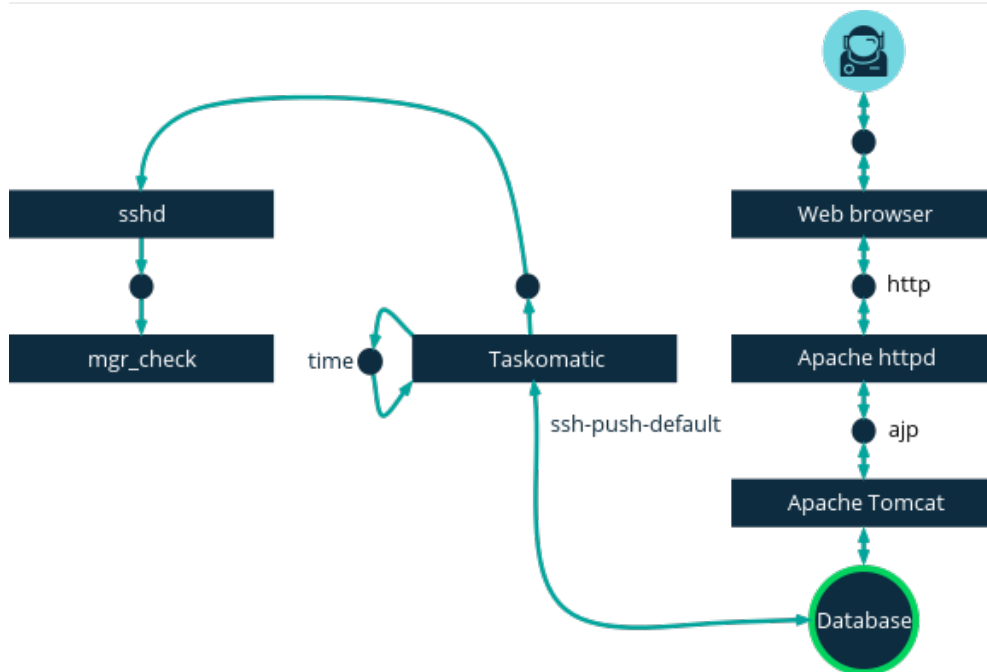 sshd
Web browser
http
mgr_check
time
Taskomatic
Apache httpd
ssh-push-default
ajp
Apache Tomcat
Database